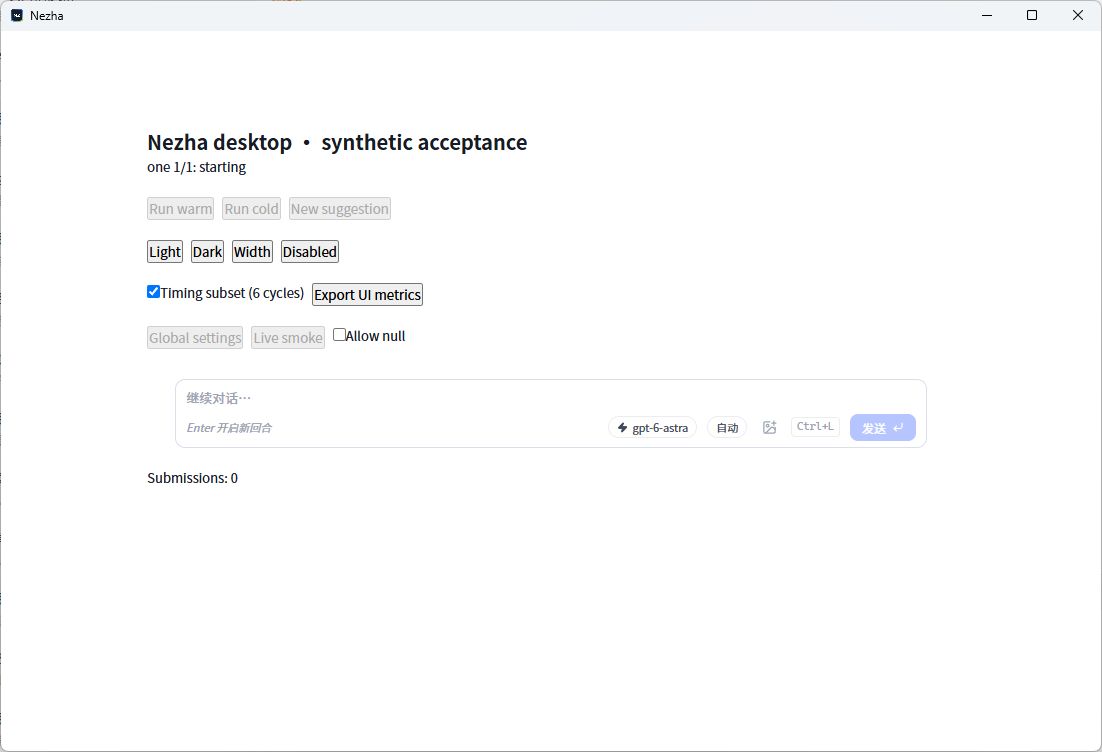 Nezha
Nezha desktop • synthetic acceptance
one 1/1: starting
Run warm Run cold New suggestion
Light Dark Width Disabled
Timing subset (6 cycles) Export UI metrics
Global settings Live smoke Allow null
继续对话…
Enter 开启新回合 gpt-6-astra 自动 Ctrl+L 发送 ↵
Submissions: 0